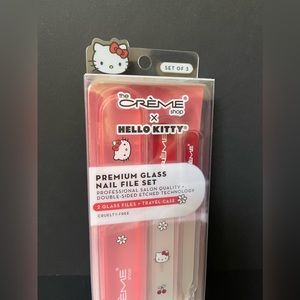 SET OF 3
the
CRÈME
shop
x
HELLO KITTY
PREMIUM GLASS
NAIL FILE SET
PROFESSIONAL SALON QUALITY •
DOUBLE-SIDED ETCHED TECHNOLOGY
2 GLASS FILES + TRAVEL CASE
CRUELTY-FREE
CRÈME